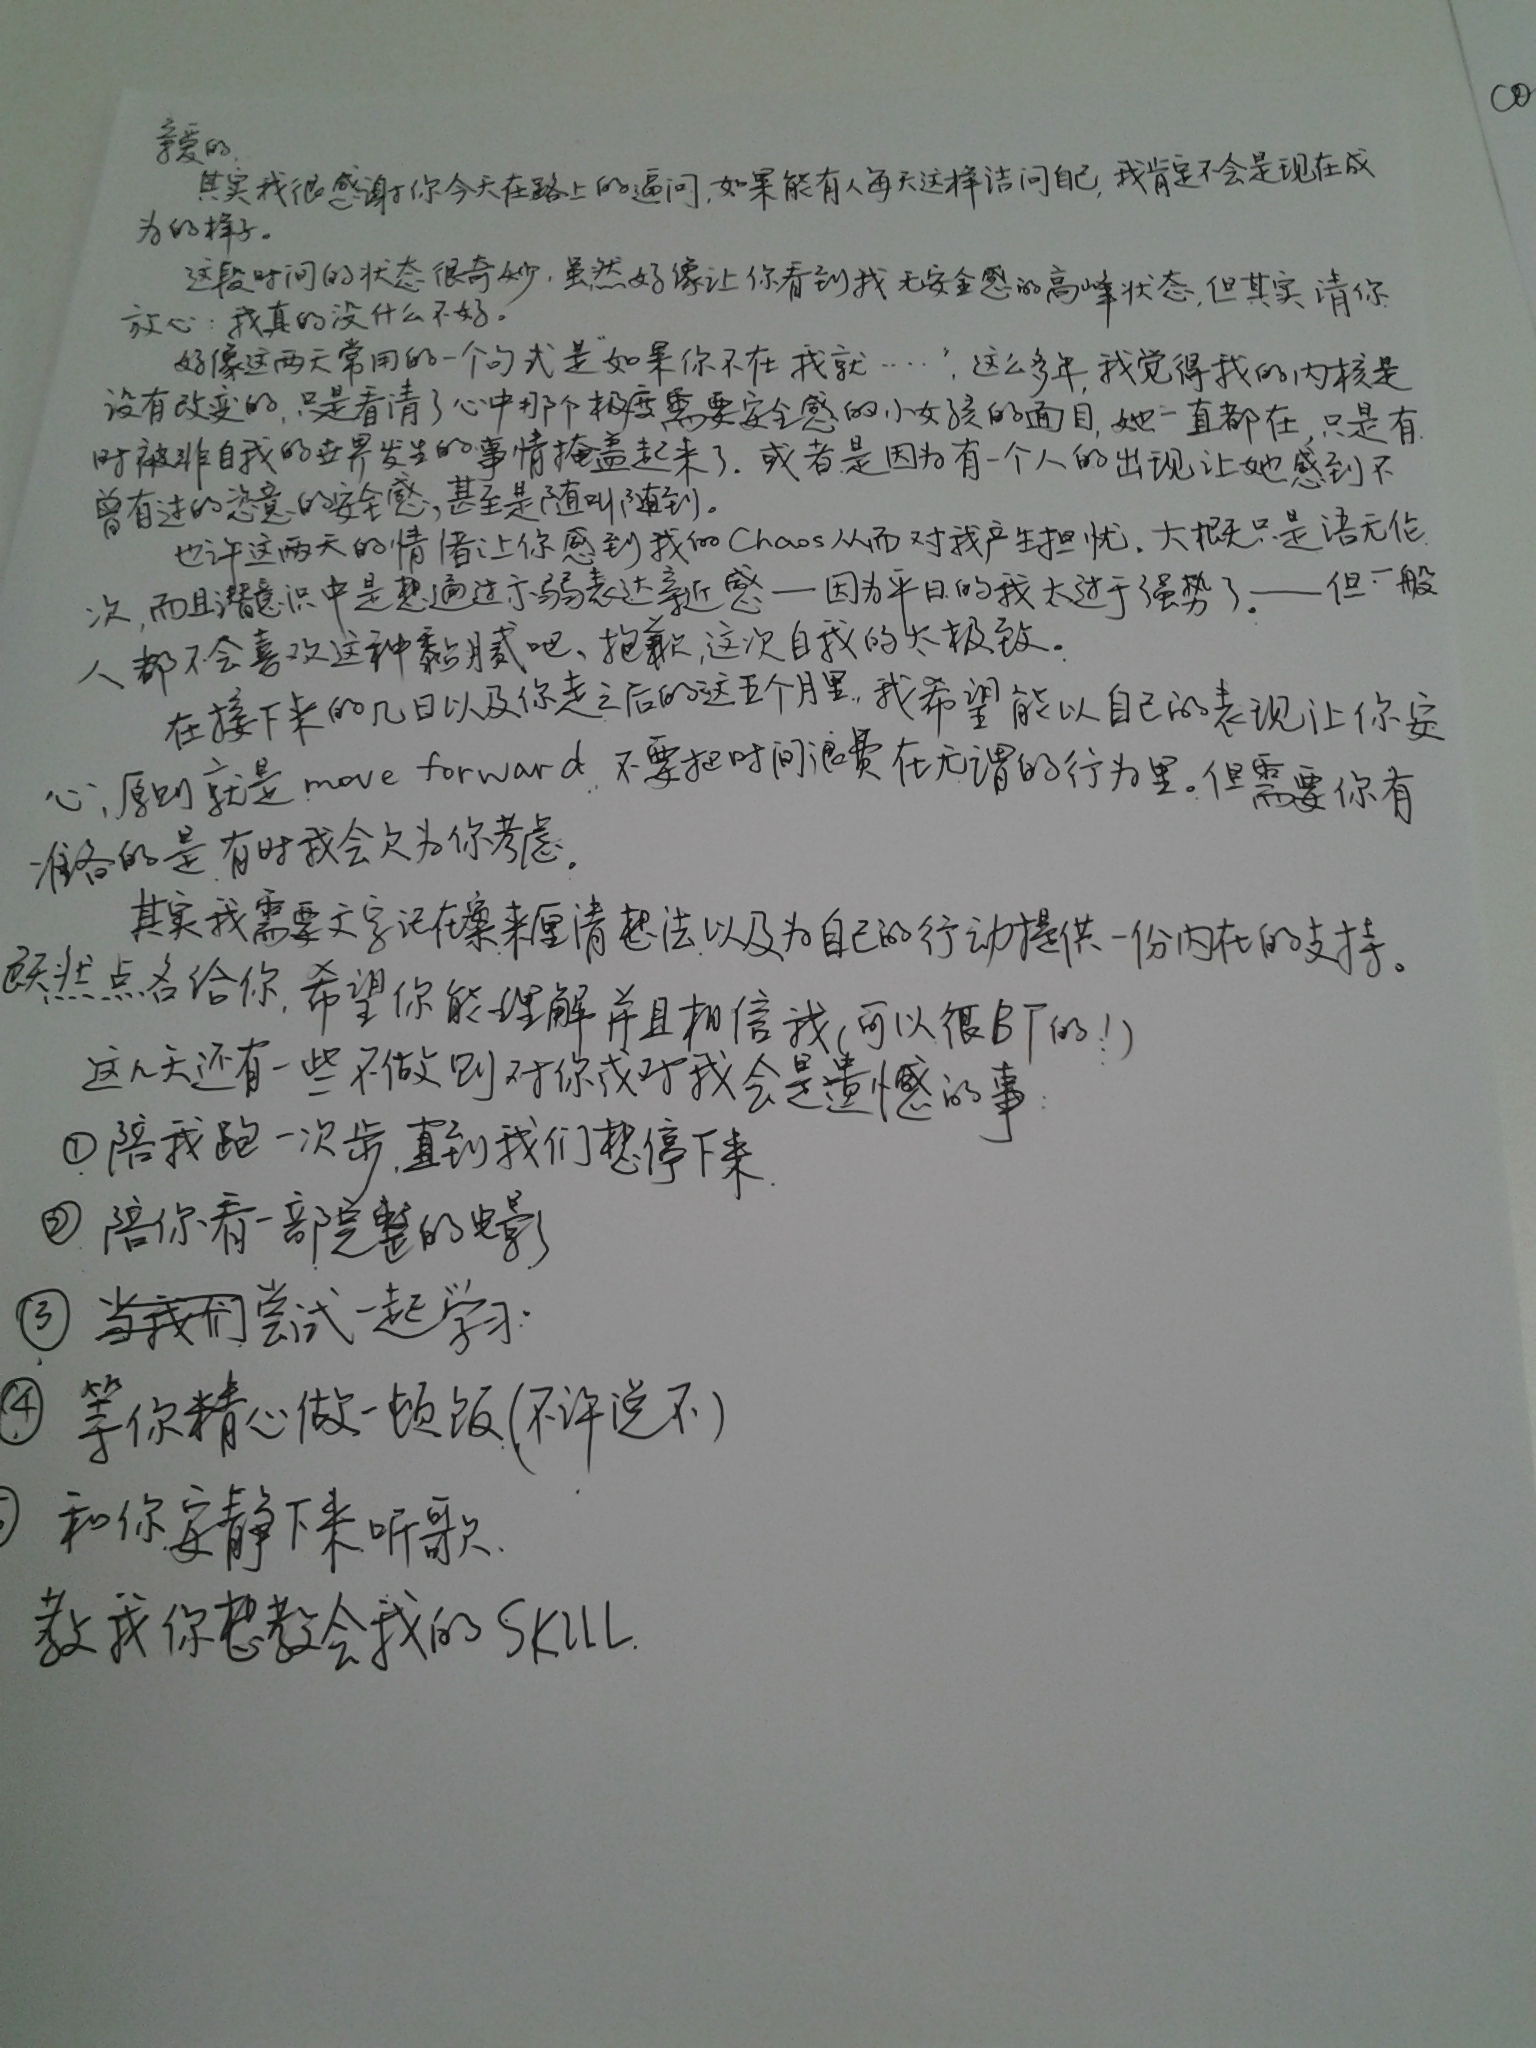 亲爱的,
其实我很感谢你今天在路上的逼问,如果能有人每天这样诘问自己,我肯定不会是现在成
为的样子。
这段时间的状态很奇妙,虽然好像让你看到我无安全感的高峰状态,但其实请你
放心:我真的没什么不好。
好像这两天常用的一个句式是“如果你不在我就……”,这么多年,我觉得我的内核是
没有改变的,只是看清了心中那个极度需要安全感的小女孩的面目,她一直都在,只是有
时被非自我的世界发生的事情掩盖起来了.或者是因为有一个人的出现让她感到不
曾有过的恣意的安全感,甚至是随叫随到。
也许这两天的情绪让你感到我的Chaos从而对我产生担忧.大概只是语无伦
次,而且潜意识中是想通过示弱表达亲近感——因为平日的我太过于强势了.——但一般
人都不会喜欢这种黏腻吧、抱歉,这次自我的太极致。
在接下来的几日以及你走之后的这五个月里,我希望能以自己的表现让你安
心,原则就是move forward,不要把时间浪费在无谓的行为里。但需要你有
准备的是有时我会欠为你考虑。
其实我需要文字记在案来厘清想法以及为自己的行动提供一份内在的支持。
既然点名给你,希望你能理解并且相信我(可以很BT的!)
这几天还有一些不做则对你或对我会是遗憾的事:
①陪我跑一次步,直到我们想停下来
②陪你看一部完整的电影
③当我们尝试一起学习.
④等你精心做一顿饭(不许说不)
和你安静下来听歌.
教我你想教会我的SKILL.